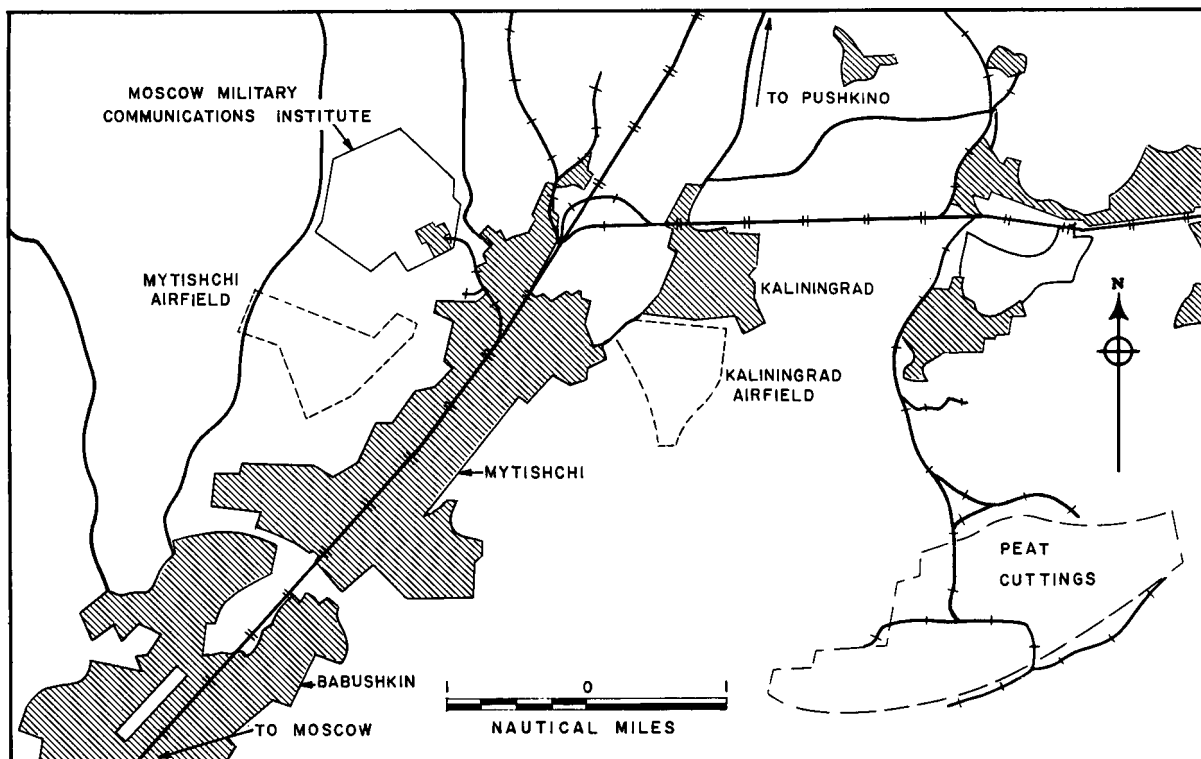 MOSCOW MILITARY
COMMUNICATIONS INSTITUTE
TO PUSHKINO
MYTISHCHI
AIRFIELD
KALININGRAD
N
KALININGRAD
AIRFIELD
MYTISHCHI
PEAT
CUTTINGS
BABUSHKIN
1 0 1
NAUTICAL MILES
TO MOSCOW